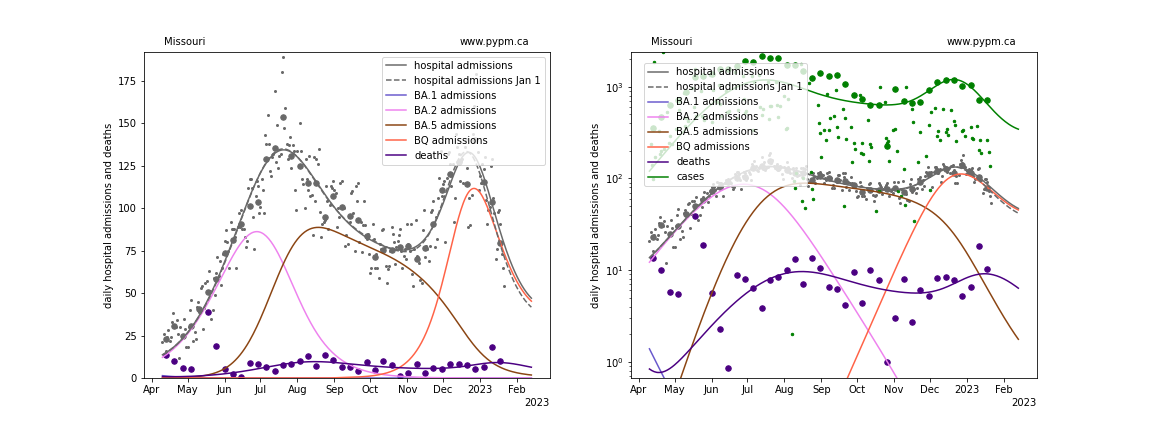 Missouri www.pypm.ca
daily hospital admissions and deaths
175
150
125
100
75
50
25
0
hospital admissions
hospital admissions Jan 1
BA.1 admissions
BA.2 admissions
BA.5 admissions
BQ admissions
deaths
Apr May Jun Jul Aug Sep Oct Nov Dec 2023 Feb
2023
Missouri www.pypm.ca
daily hospital admissions and deaths
10³
10²
10¹
10⁰
hospital admissions
hospital admissions Jan 1
BA.1 admissions
BA.2 admissions
BA.5 admissions
BQ admissions
deaths
cases
Apr May Jun Jul Aug Sep Oct Nov Dec 2023 Feb
2023